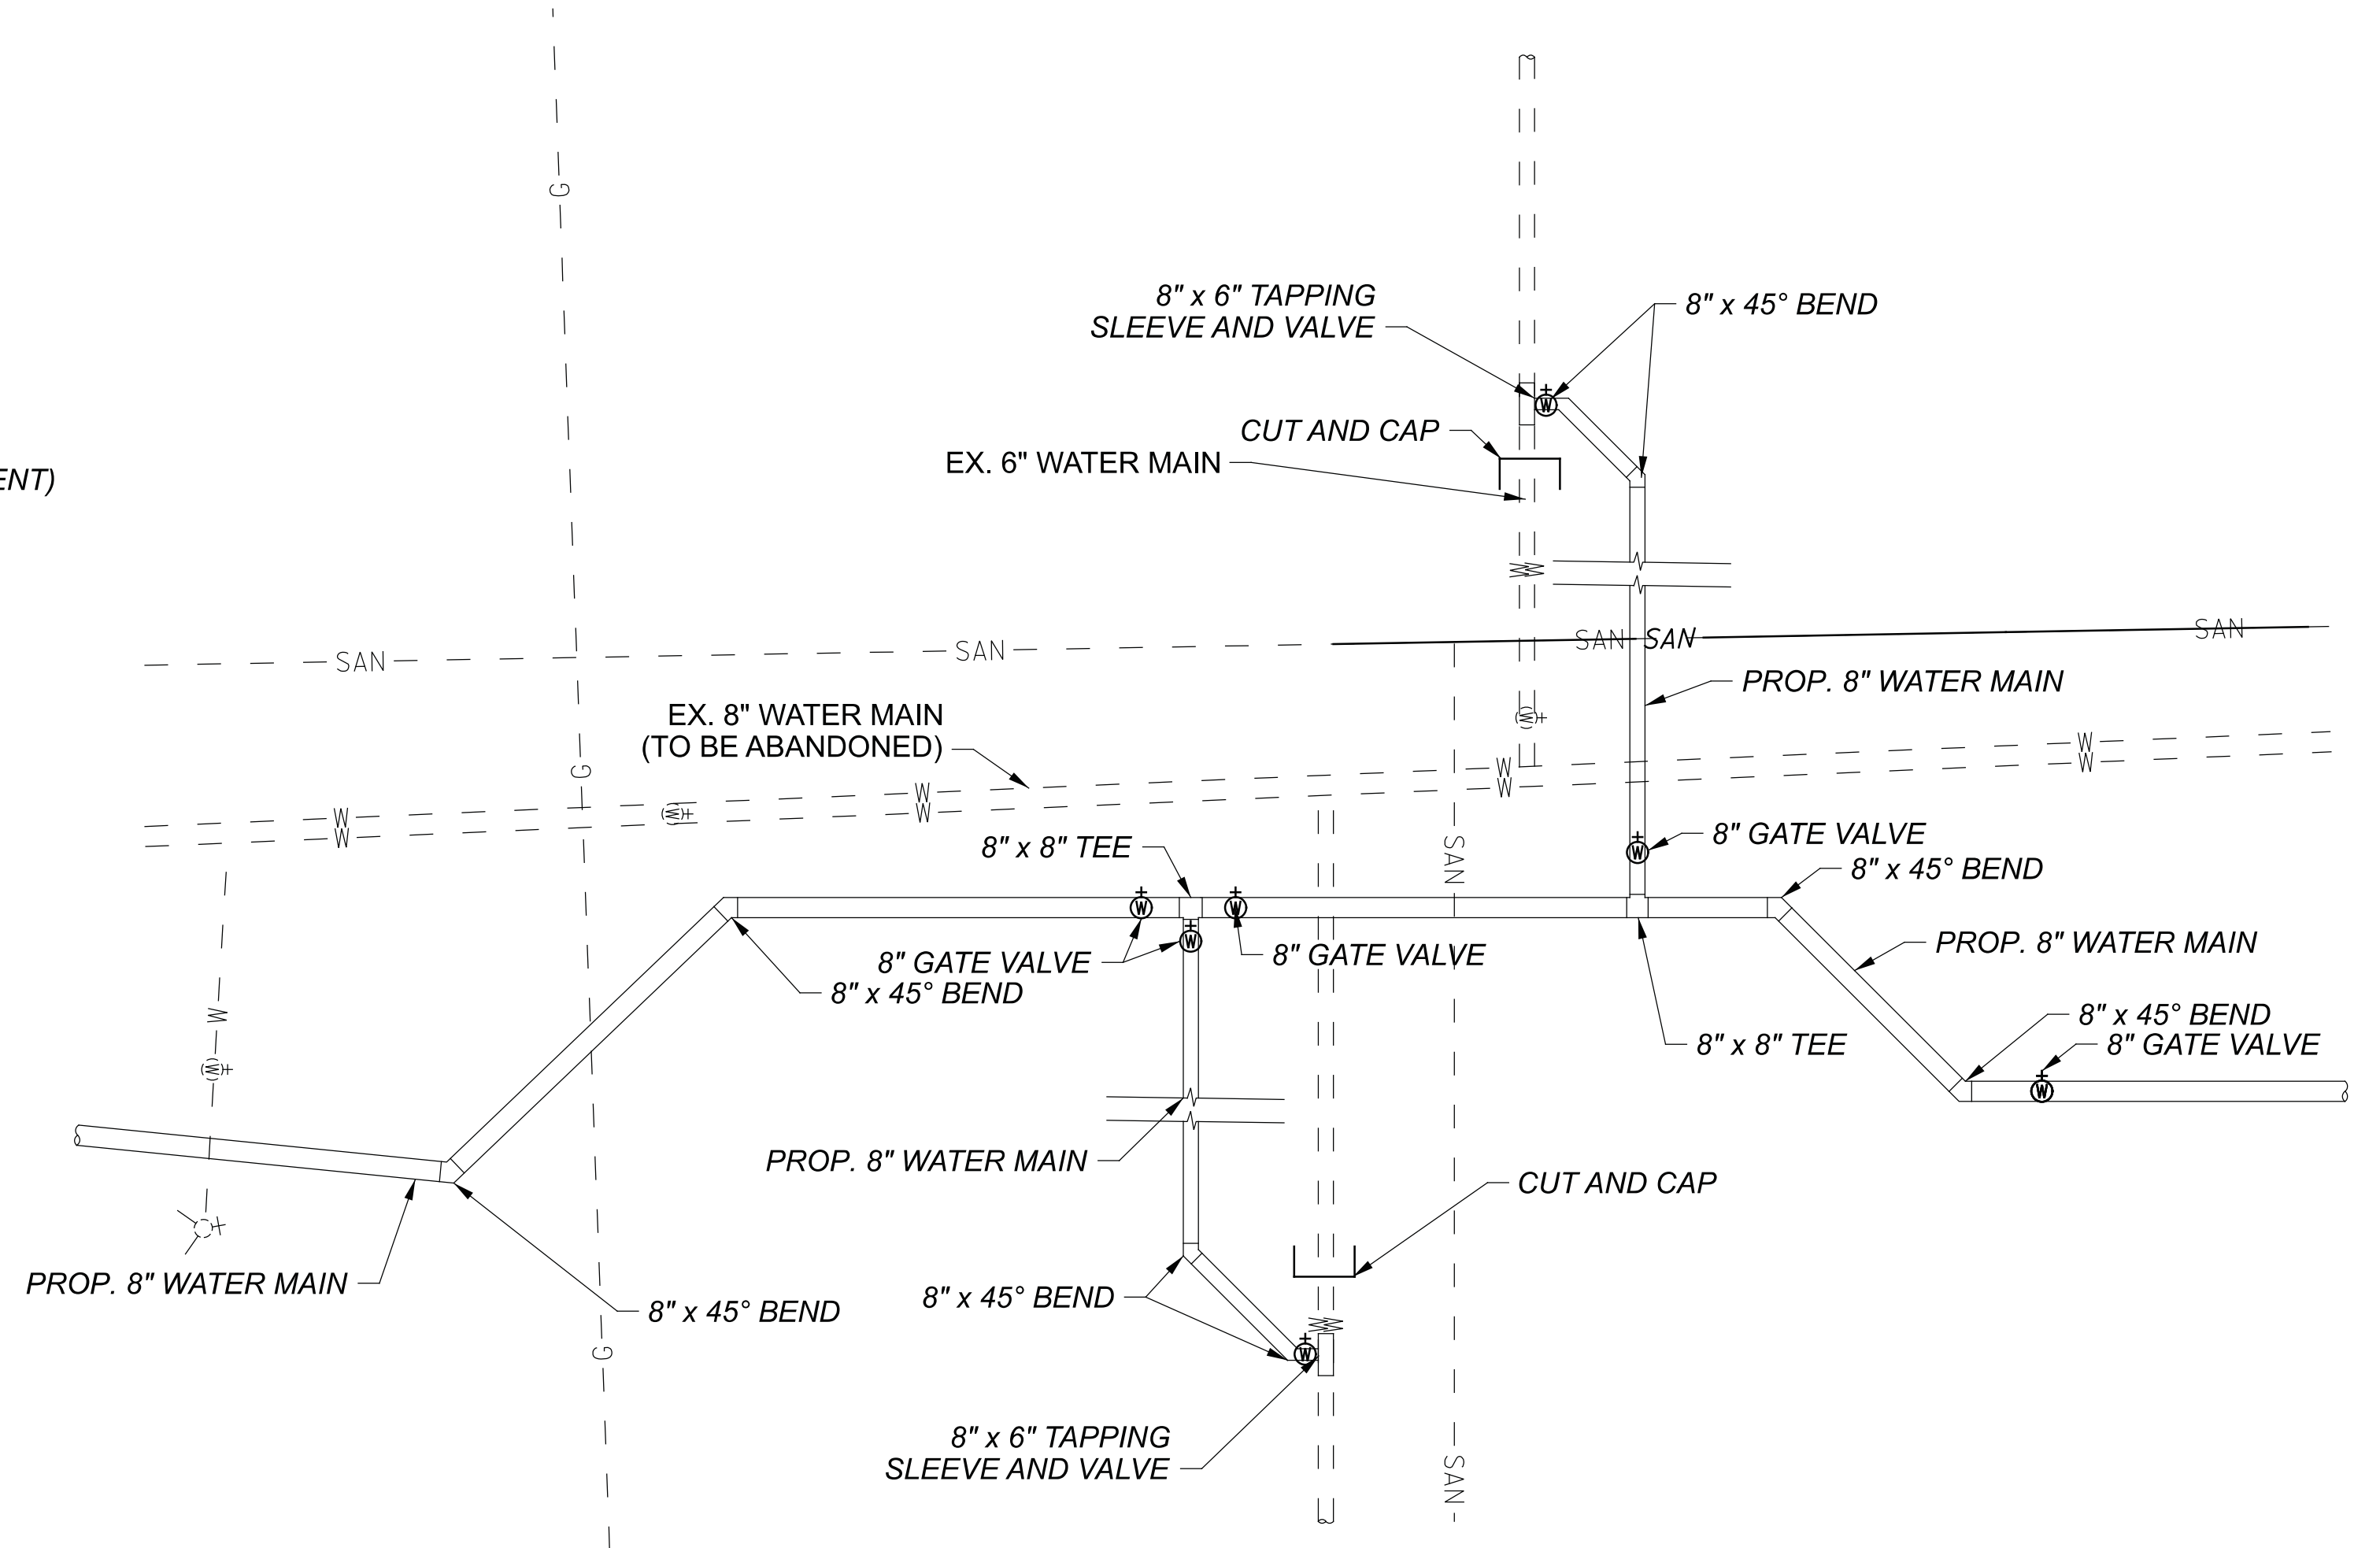 G
8" x 6" TAPPING
SLEEVE AND VALVE
8" x 45° BEND
W
CUT AND CAP
EX. 6" WATER MAIN
ENT)
W W
SAN
SAN
SAN SAN
SAN
PROP. 8" WATER MAIN
EX. 8" WATER MAIN
(TO BE ABANDONED)
(W)
G
W
W
(W)
W
W
W
W
W
W
8" x 8" TEE
SAN
W
8" GATE VALVE
8" x 45° BEND
W
W
W
8" GATE VALVE
8" GATE VALVE
PROP. 8" WATER MAIN
8" x 45° BEND
W
(W)
8" x 8" TEE
8" x 45° BEND
8" GATE VALVE
W
PROP. 8" WATER MAIN
CUT AND CAP
PROP. 8" WATER MAIN
8" x 45° BEND
8" x 45° BEND
W W
G
W
8" x 6" TAPPING
SLEEVE AND VALVE
SAN